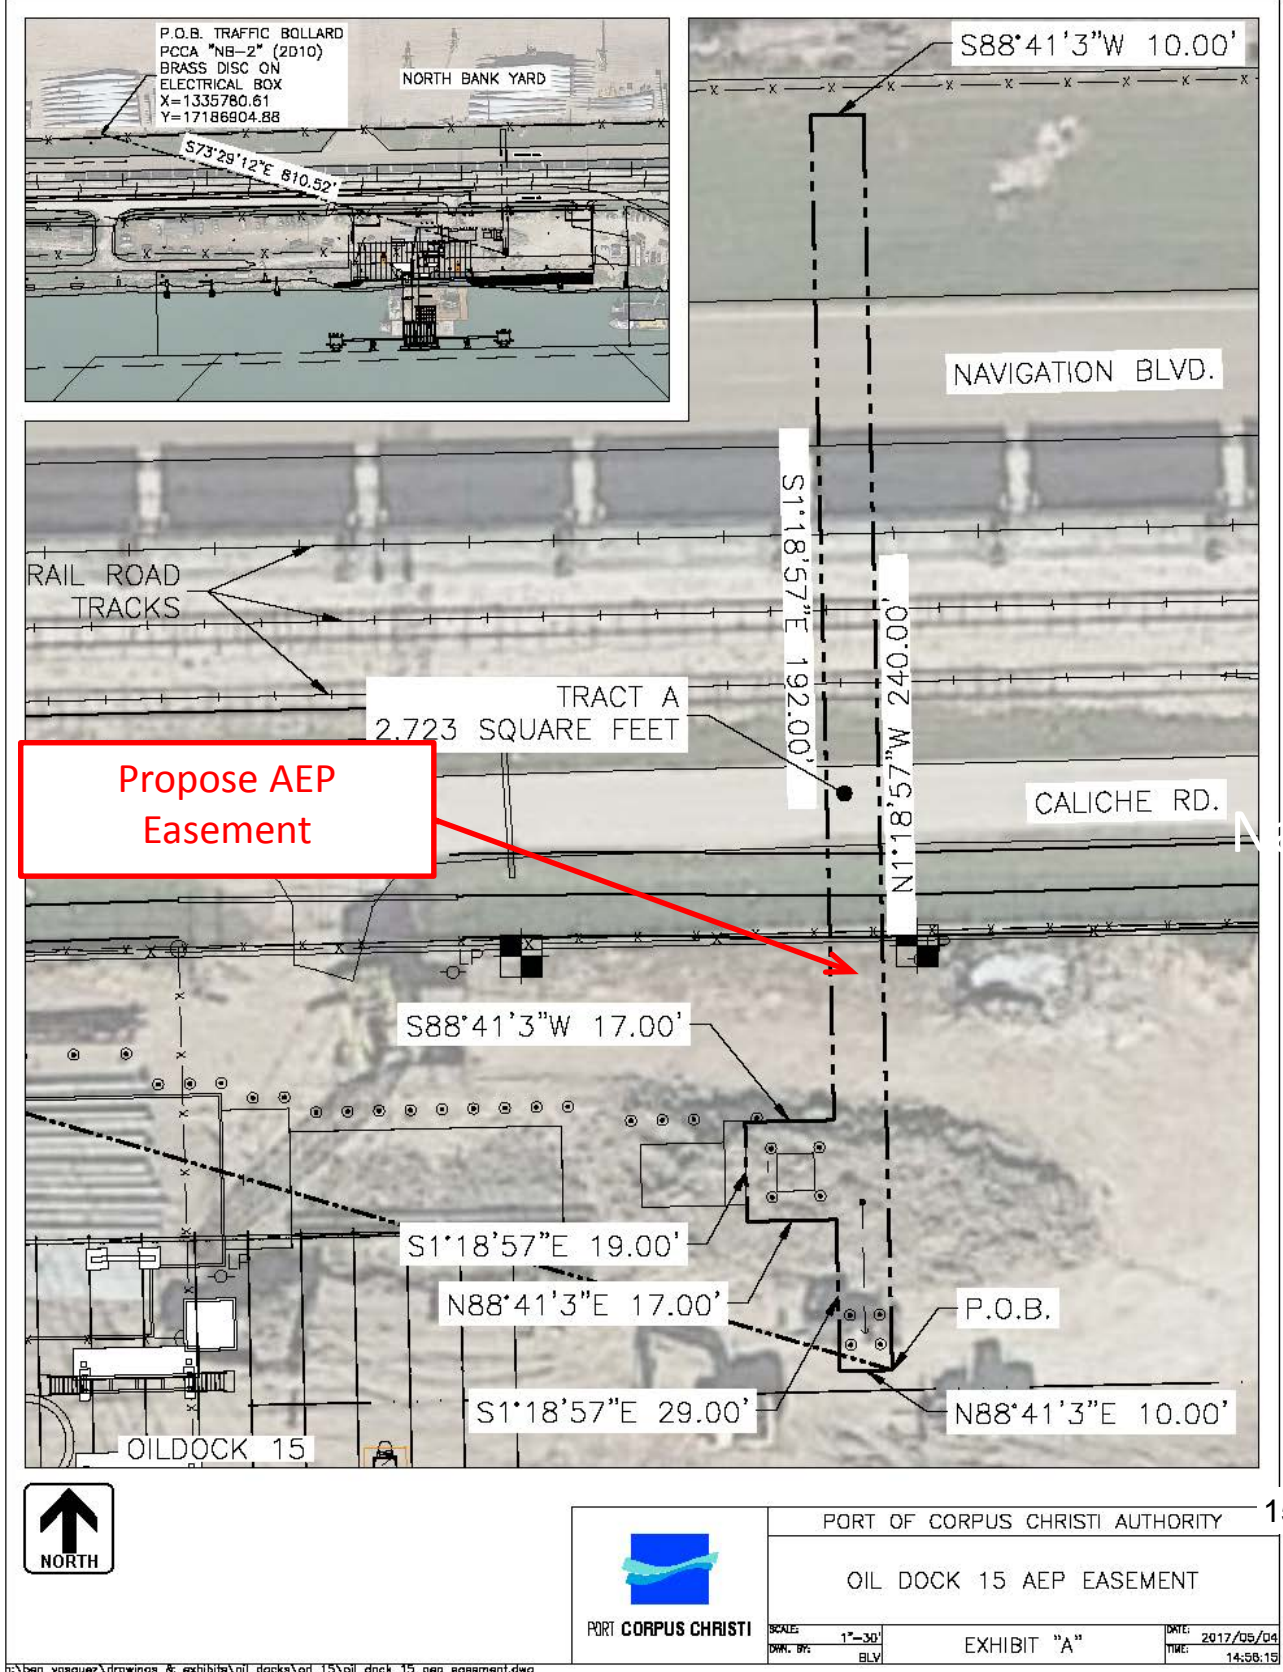 P.O.B. TRAFFIC BOLLARD
PCCA "NB-2" (2010)
BRASS DISC ON
ELECTRICAL BOX
X=1335780.61
Y=17186904.88
NORTH BANK YARD
S73°29'12"E 810.52'
S88°41'3"W 10.00'
NAVIGATION BLVD.
S1°18'57"E 192.00'
N1°18'57"W 240.00'
RAIL ROAD
TRACKS
TRACT A
2,723 SQUARE FEET
Propose AEP
Easement
CALICHE RD.
Na
LP
S88°41'3"W 17.00'
S1°18'57"E 19.00'
LP
N88°41'3"E 17.00'
P.O.B.
S1°18'57"E 29.00'
N88°41'3"E 10.00'
OILDOCK 15
NORTH
PORT CORPUS CHRISTI
PORT OF CORPUS CHRISTI AUTHORITY
OIL DOCK 15 AEP EASEMENT
SCALE: 1"=30'
DWN. BY: BLV
EXHIBIT "A"
DATE: 2017/05/04
TIME: 14:56:15